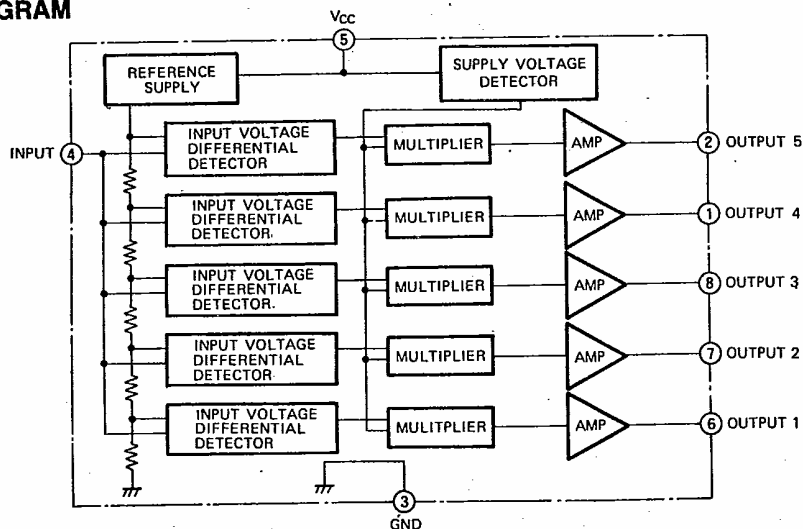 GRAM
VCC
5
REFERENCE
SUPPLY
SUPPLY VOLTAGE
DETECTOR
INPUT 4
INPUT VOLTAGE
DIFFERENTIAL
DETECTOR
MULTIPLIER
AMP
2 OUTPUT 5
INPUT VOLTAGE
DIFFERENTIAL
DETECTOR.
MULTIPLIER
AMP
1 OUTPUT 4
INPUT VOLTAGE
DIFFERENTIAL
DETECTOR.
MULTIPLIER
AMP
8 OUTPUT 3
INPUT VOLTAGE
DIFFERENTIAL
DETECTOR
MULTIPLIER
AMP
7 OUTPUT 2
INPUT VOLTAGE
DIFFERENTIAL
DETECTOR
MULITPLIER
AMP
6 OUTPUT 1
3
GND